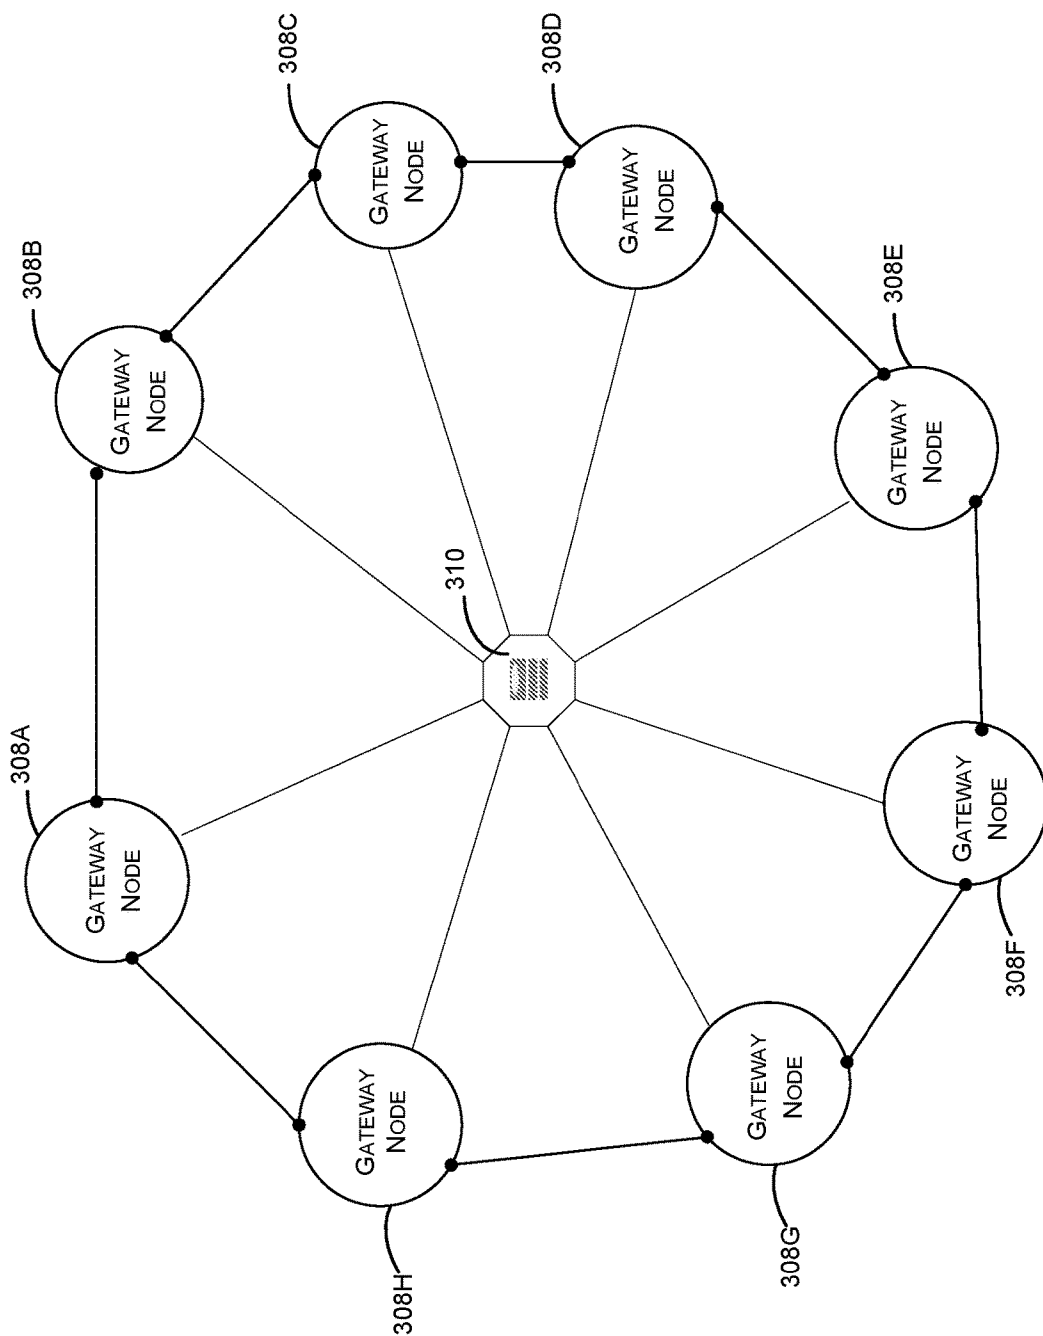 308A
GATEWAY
NODE
308B
GATEWAY
NODE
308C
GATEWAY
NODE
308D
GATEWAY
NODE
308E
GATEWAY
NODE
308F
GATEWAY
NODE
308G
GATEWAY
NODE
308H
GATEWAY
NODE
310